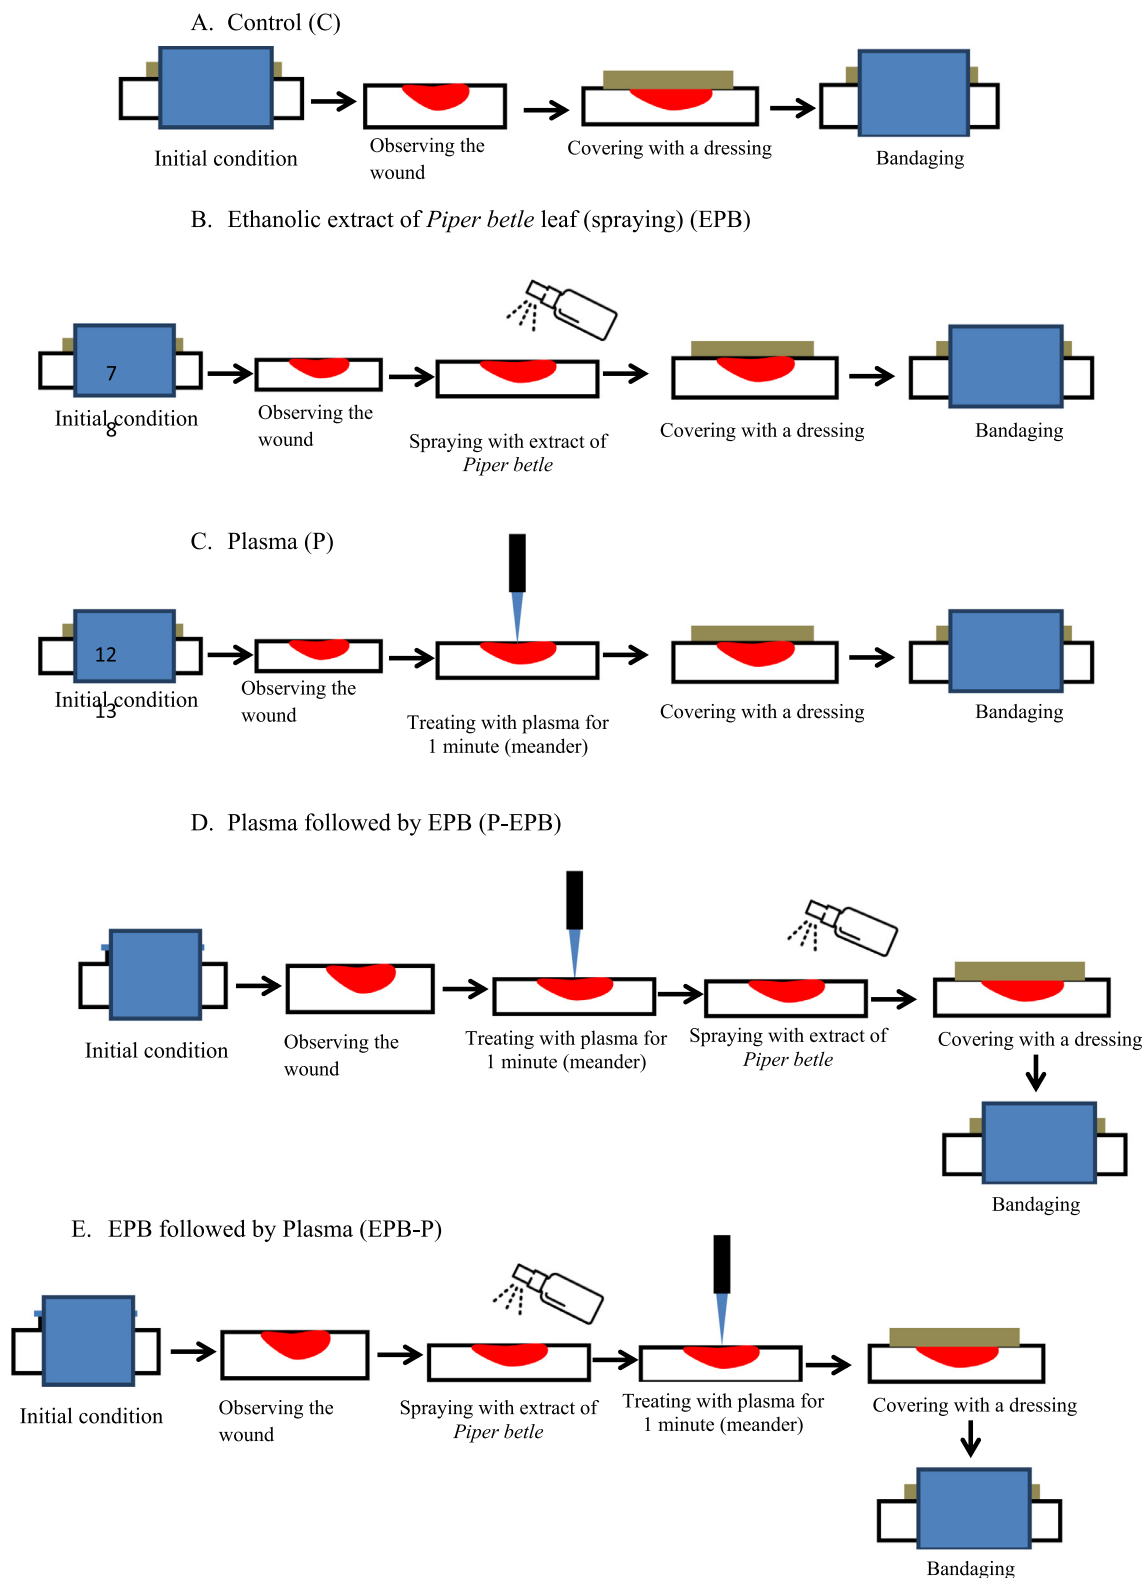 A. Control (C)
Initial condition
Observing the
wound
Covering with a dressing
Bandaging
B. Ethanolic extract of Piper betle leaf (spraying) (EPB)
7
Initial condition
8
Observing the
wound
Spraying with extract of
Piper betle
Covering with a dressing
Bandaging
C. Plasma (P)
12
Initial condition
13
Observing the
wound
Treating with plasma for
1 minute (meander)
Covering with a dressing
Bandaging
D. Plasma followed by EPB (P-EPB)
Initial condition
Observing the
wound
Treating with plasma for
1 minute (meander)
Spraying with extract of
Piper betle
Covering with a dressing
Bandaging
E. EPB followed by Plasma (EPB-P)
Initial condition
Observing the
wound
Spraying with extract of
Piper betle
Treating with plasma for
1 minute (meander)
Covering with a dressing
Bandaging